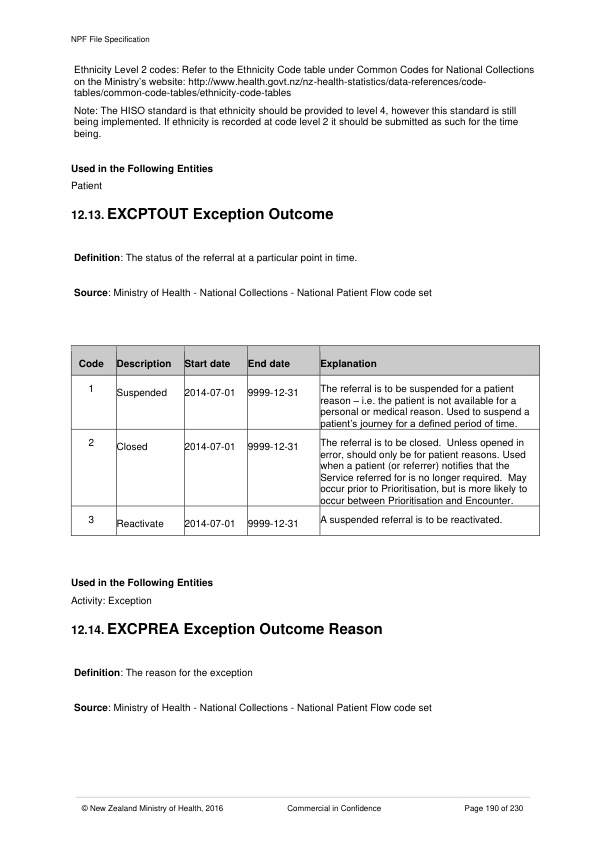 NPF File Specification
Ethnicity Level 2 codes: Refer to the Ethnicity Code table under Common Codes for National Collections
on the Ministry's website: http://www.health.govt.nz/nz-health-statistics/data-references/code-
tables/common-code-tables/ethnicity-code-tables
Note: The HISO standard is that ethnicity should be provided to level 4, however this standard is still
being implemented. If ethnicity is recorded at code level 2 it should be submitted as such for the time
being.
Used in the Following Entities
Patient
12.13. EXCPTOUT Exception Outcome
Definition: The status of the referral at a particular point in time.
Source: Ministry of Health - National Collections - National Patient Flow code set
Code Description Start date End date Explanation
1 Suspended 2014-07-01 9999-12-31 The referral is to be suspended for a patient
reason – i.e. the patient is not available for a
personal or medical reason. Used to suspend a
patient's journey for a defined period of time.
2 Closed 2014-07-01 9999-12-31 The referral is to be closed.  Unless opened in
error, should only be for patient reasons. Used
when a patient (or referrer) notifies that the
Service referred for is no longer required.  May
occur prior to Prioritisation, but is more likely to
occur between Prioritisation and Encounter.
3 Reactivate 2014-07-01 9999-12-31 A suspended referral is to be reactivated.
Used in the Following Entities
Activity: Exception
12.14. EXCPREA Exception Outcome Reason
Definition: The reason for the exception
Source: Ministry of Health - National Collections - National Patient Flow code set
© New Zealand Ministry of Health, 2016 Commercial in Confidence Page 190 of 230